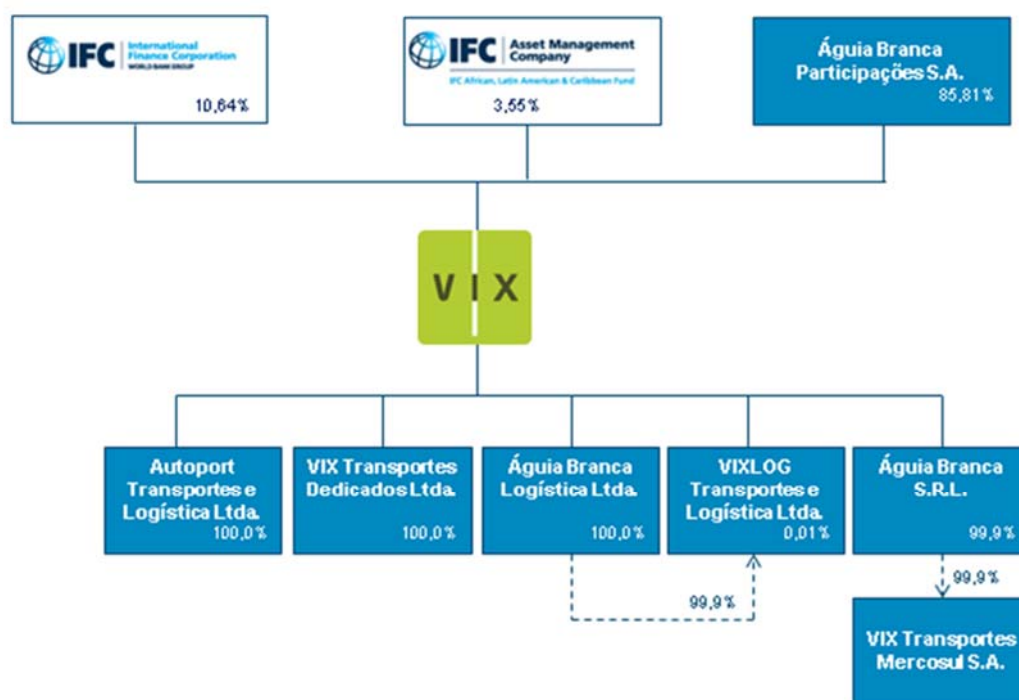 IFC International
Finance Corporation
WORLD BANK GROUP
10,64%
IFC Asset Management
Company
IFC African, Latin American & Caribbean Fund
3,55%
Águia Branca
Participações S.A.
85,81%
VIX
Autoport
Transportes e
Logística Ltda.
100,0%
VIX Transportes
Dedicados Ltda.
100,0%
Águia Branca
Logística Ltda.
100,0%
VIXLOG
Transportes e
Logística Ltda.
0,01%
Águia Branca
S.R.L.
99,9%
99,9%
99,9%
VIX Transportes
Mercosul S.A.